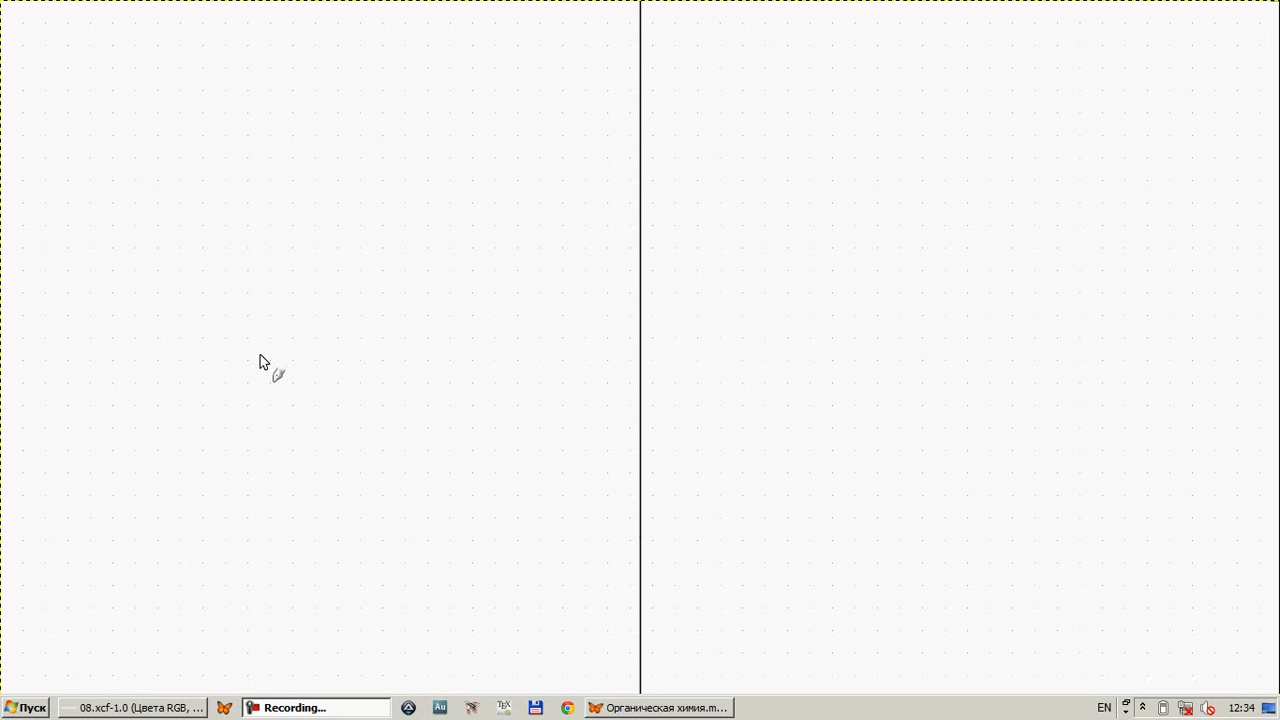 Пуск
08.xcf-1.0 (Цвета RGB, ...
Recording...
Au
TEX
Органическая химия.m...
EN
12:34